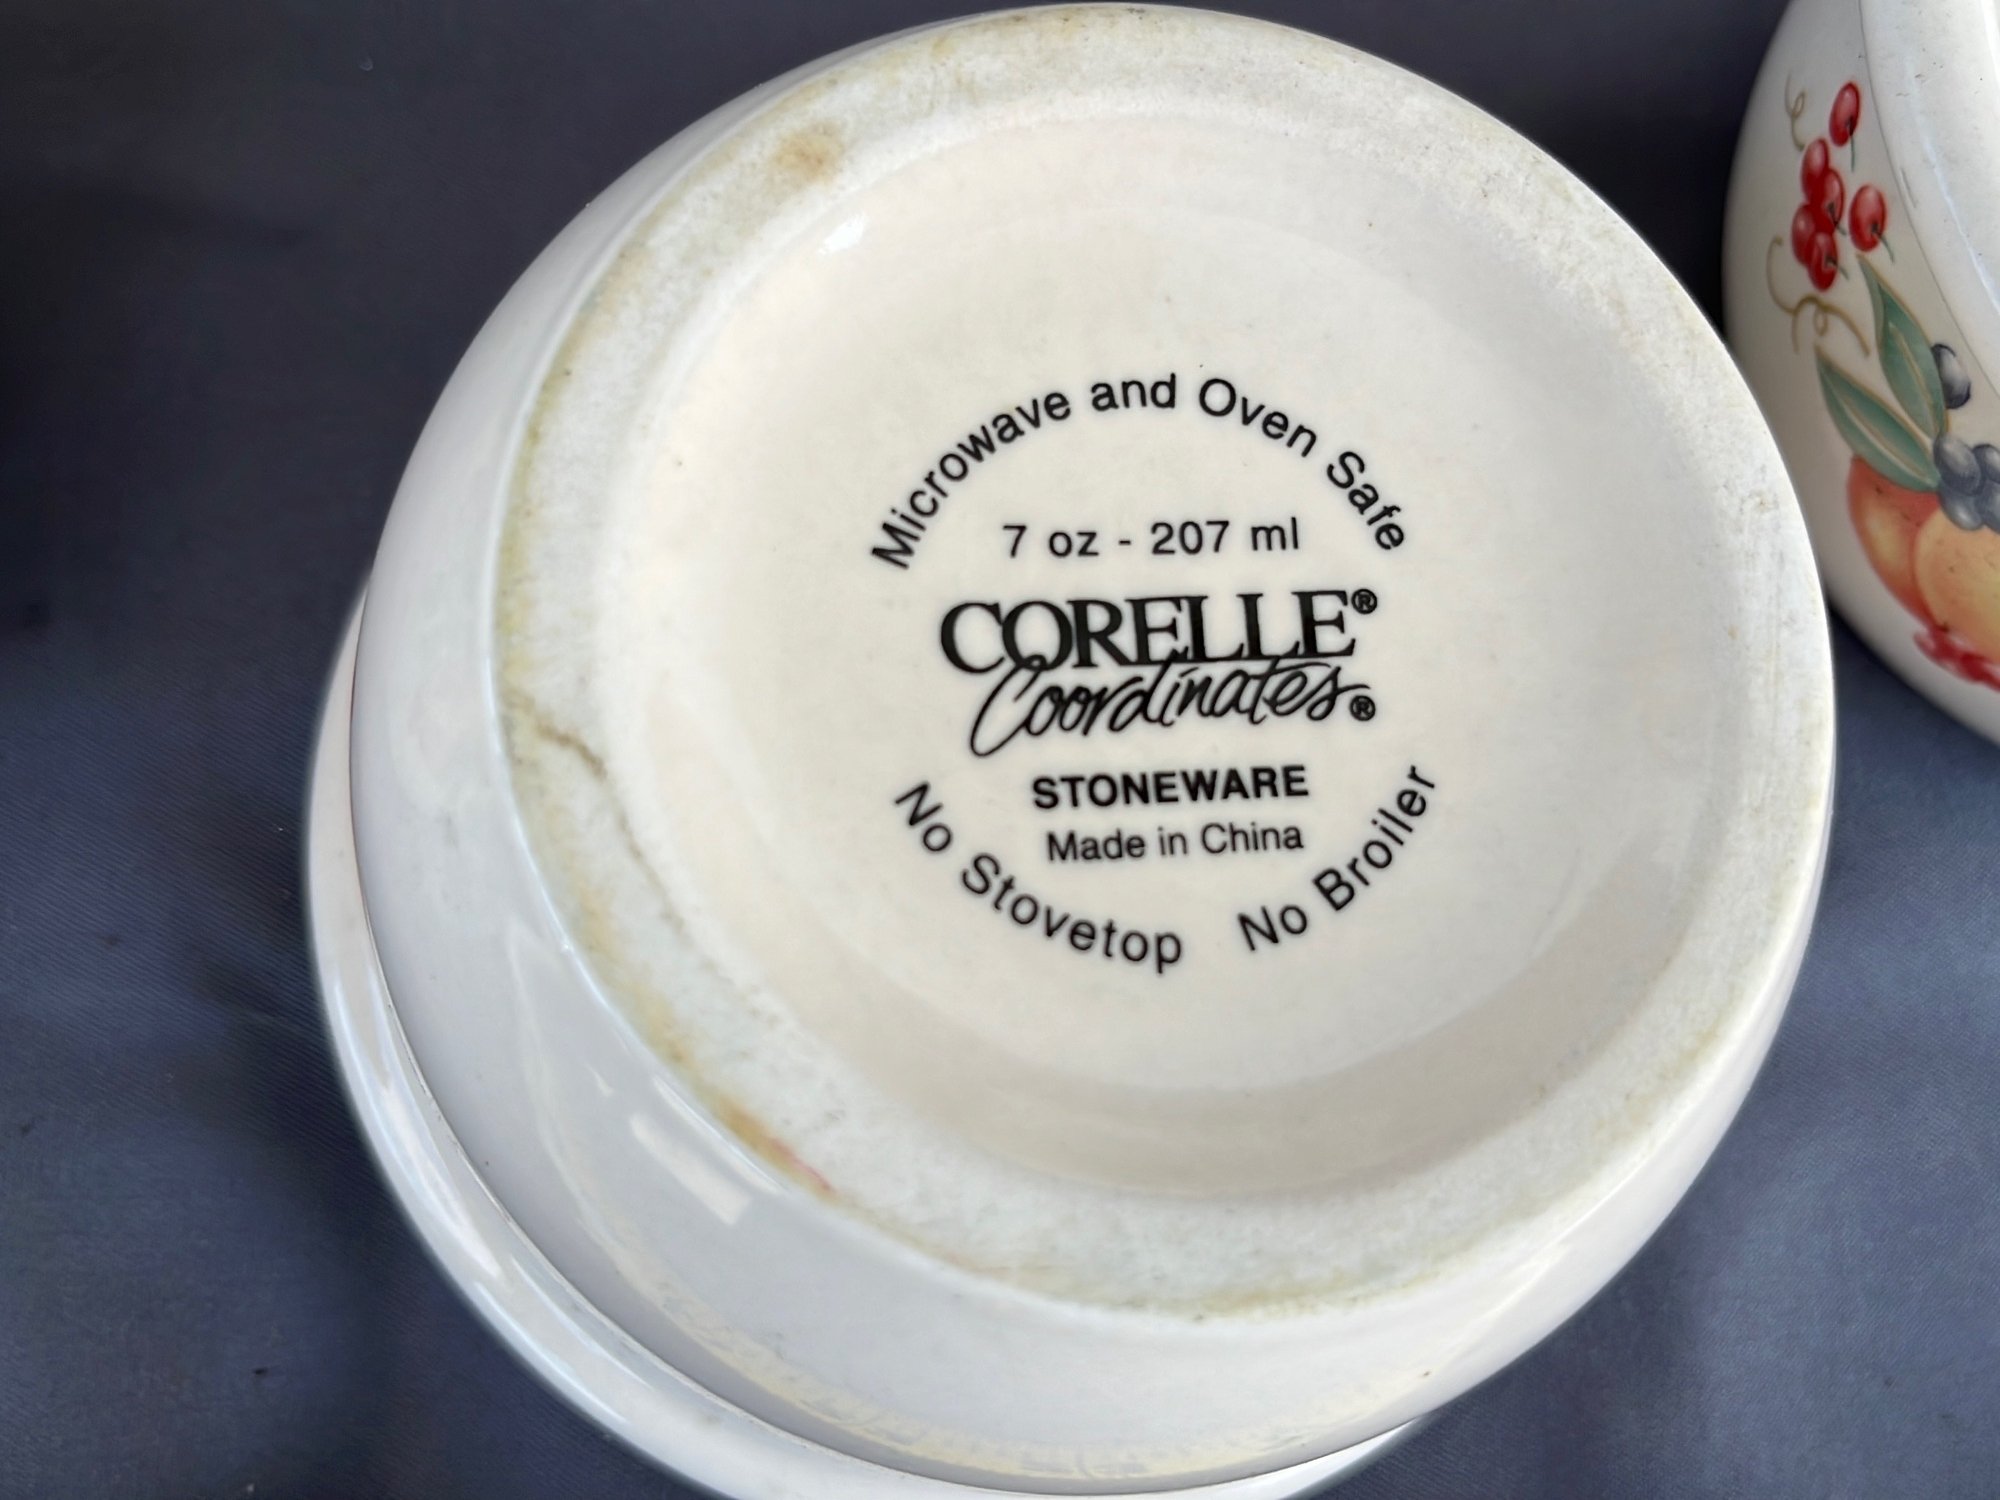 Microwave and Oven Safe
7 oz - 207 ml
CORELLE®
Coordinates®
STONEWARE
Made in China
No Stovetop No Broiler